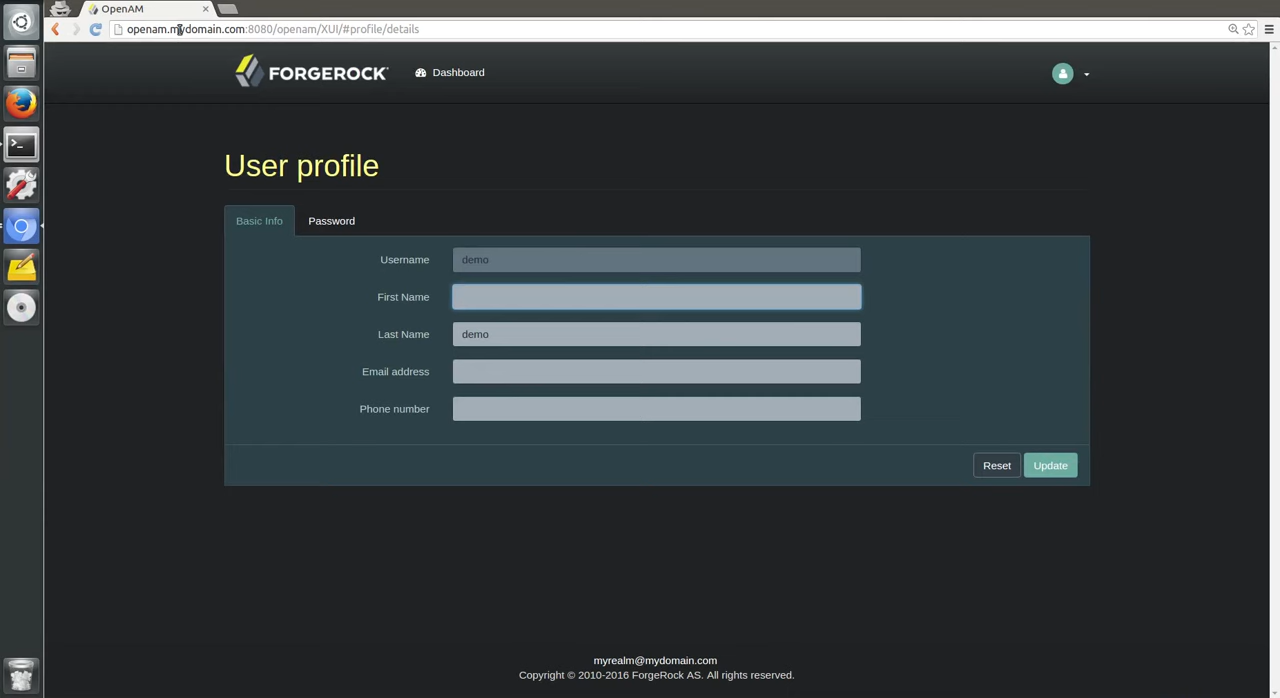 OpenAM
openam.mydomain.com:8080/openam/XUI/#profile/details
FORGEROCK
Dashboard
User profile
Basic Info
Password
Username
demo
First Name
Last Name
demo
Email address
Phone number
Reset
Update
myrealm@mydomain.com
Copyright © 2010-2016 ForgeRock AS. All rights reserved.